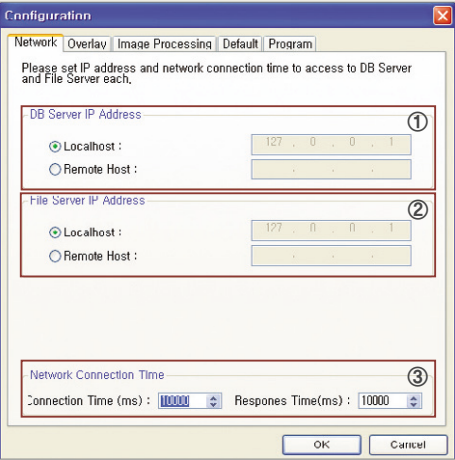 Configuration
Network Overlay Image Processing Default Program
Please set IP address and network connection time to access to DB Server
and File Server each,
DB Server IP Address
①
Localhost : 127 . 0 . 0 . 1
Remote Host : . . .
File Server IP Address
②
Localhost : 127 . 0 . 0 . 1
Remote Host : . . .
Network Connection Time
③
Connection Time (ms) : 10000 Respones Time(ms) : 10000
OK Cancel